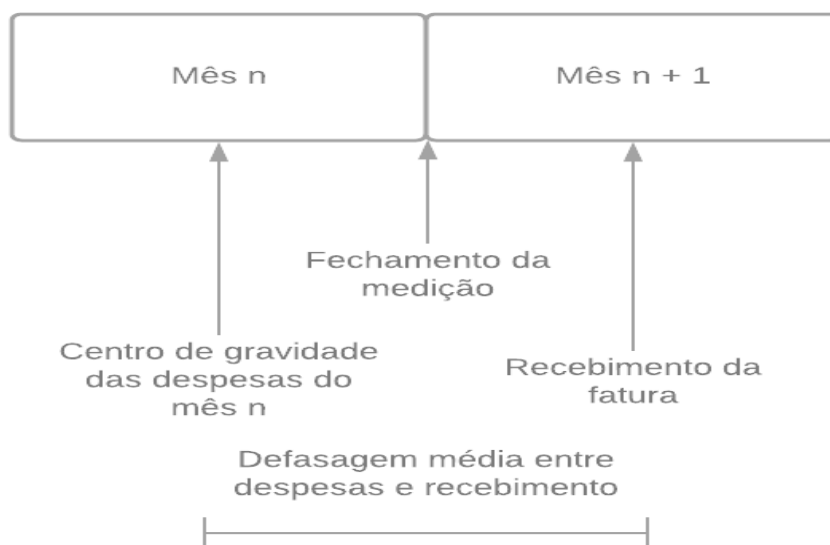 Mês n
Mês n + 1
Fechamento da
medição
Centro de gravidade
das despesas do
mês n
Recebimento da
fatura
Defasagem média entre
despesas e recebimento